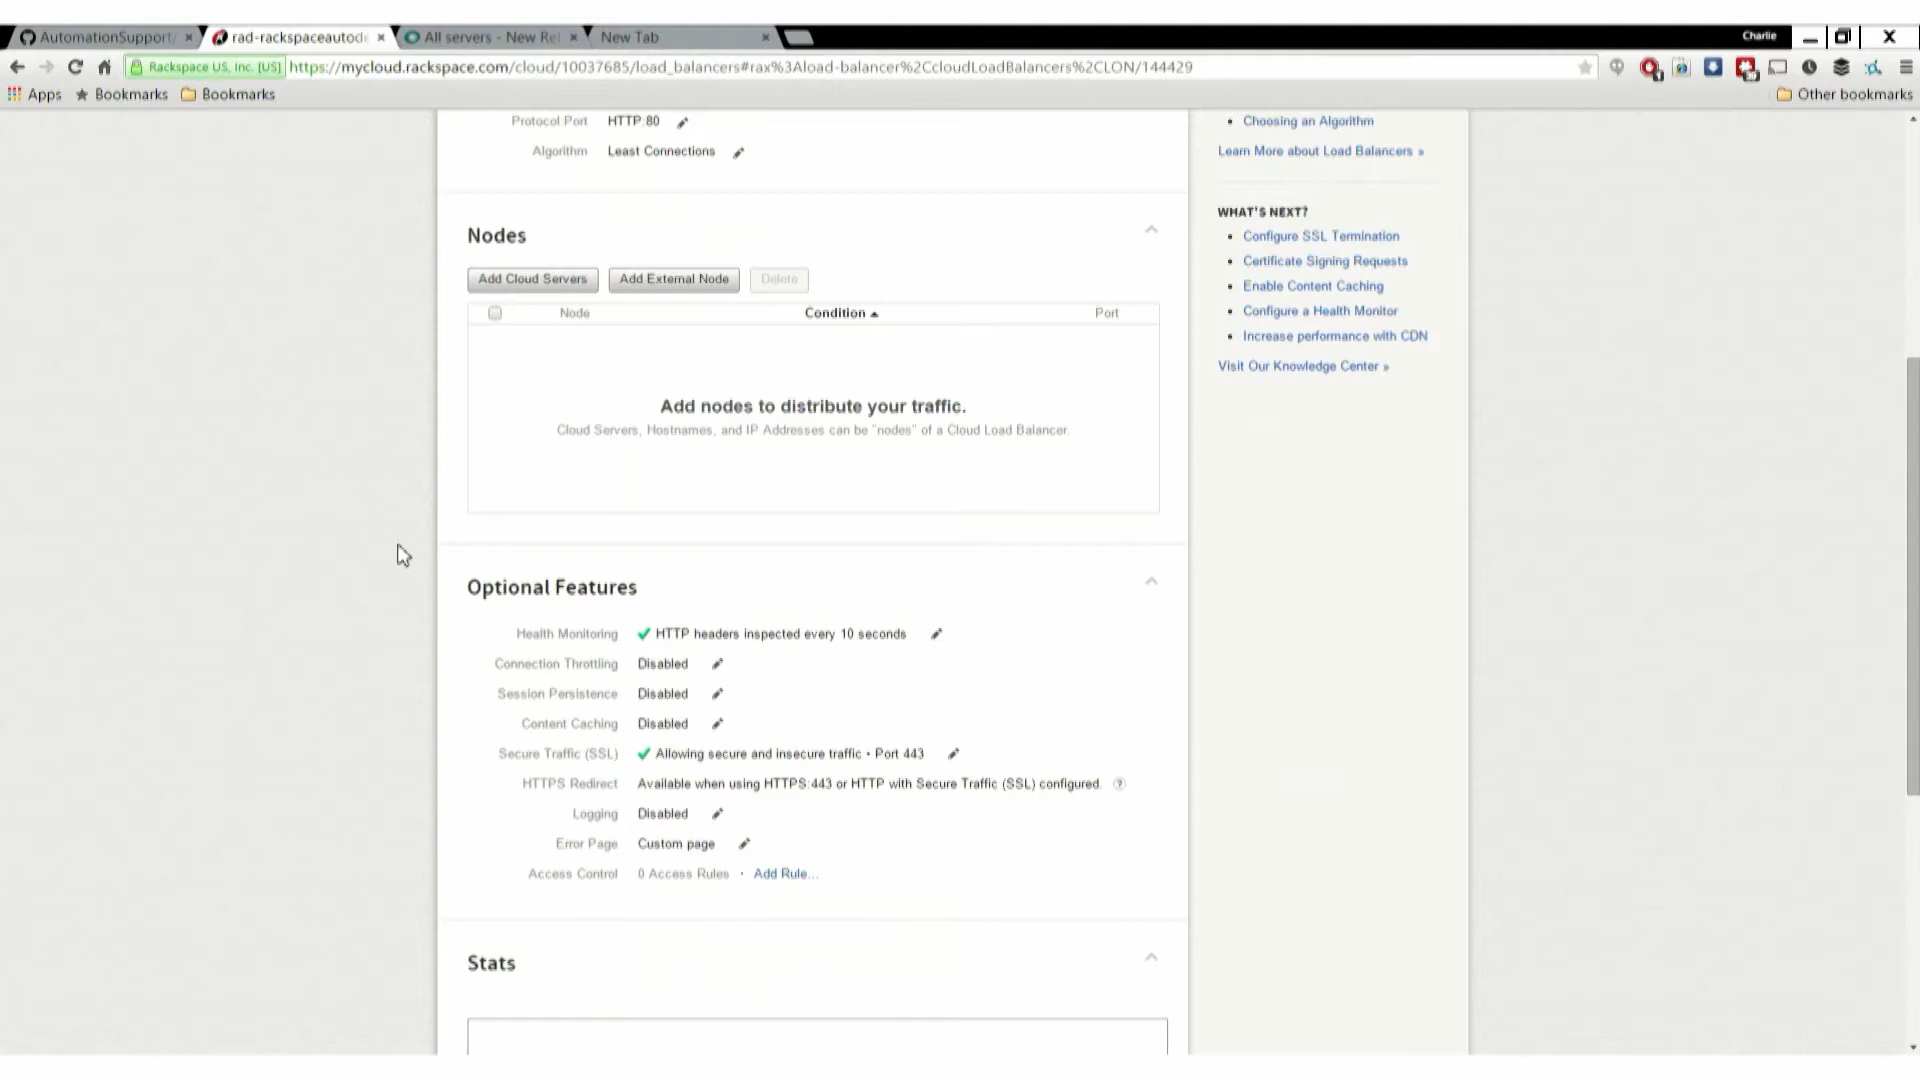 AutomationSupport/
rad-rackspaceautode
All servers - New Rel
New Tab
Charlie
Rackspace US, Inc. [US]
https://mycloud.rackspace.com/cloud/10037685/load_balancers#rax%3Aload-balancer%2CcloudLoadBalancers%2CLON/144429
Apps
Bookmarks
Bookmarks
Other bookmarks
Protocol Port HTTP:80
Algorithm Least Connections
Nodes
Add Cloud Servers
Add External Node
Delete
Node Condition Port
Add nodes to distribute your traffic.
Cloud Servers, Hostnames, and IP Addresses can be "nodes" of a Cloud Load Balancer.
Optional Features
Health Monitoring HTTP headers inspected every 10 seconds
Connection Throttling Disabled
Session Persistence Disabled
Content Caching Disabled
Secure Traffic (SSL) Allowing secure and insecure traffic • Port 443
HTTPS Redirect Available when using HTTPS:443 or HTTP with Secure Traffic (SSL) configured. ?
Logging Disabled
Error Page Custom page
Access Control 0 Access Rules · Add Rule...
Stats
• Choosing an Algorithm
Learn More about Load Balancers »
WHAT'S NEXT?
• Configure SSL Termination
• Certificate Signing Requests
• Enable Content Caching
• Configure a Health Monitor
• Increase performance with CDN
Visit Our Knowledge Center »